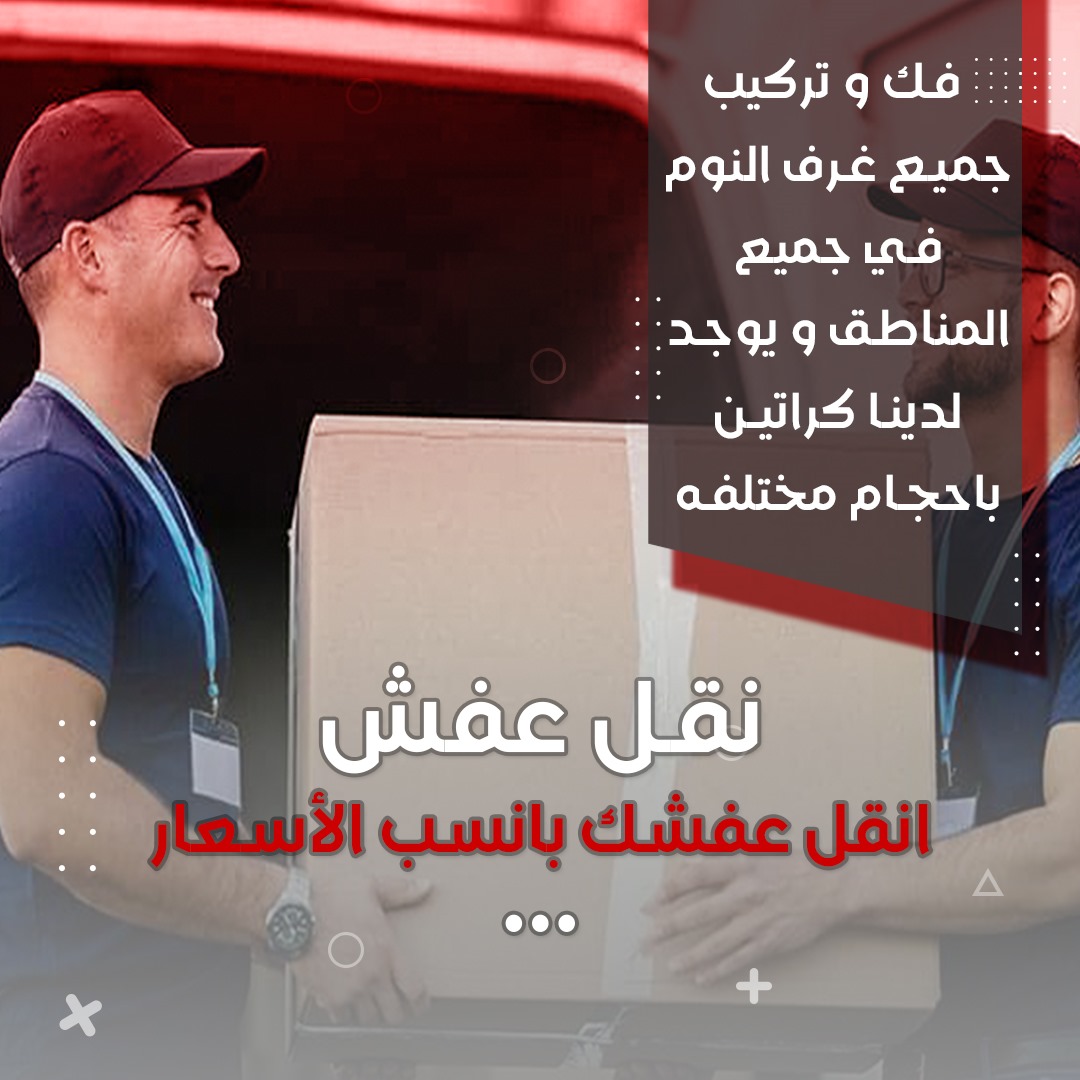 فك و تركيب
جميع غرف النوم
في جميع
المناطق و يوجد
لدينا كراتين
باحجام مختلفه
نقل عفش
انقل عفشك بانسب الأسعار
...